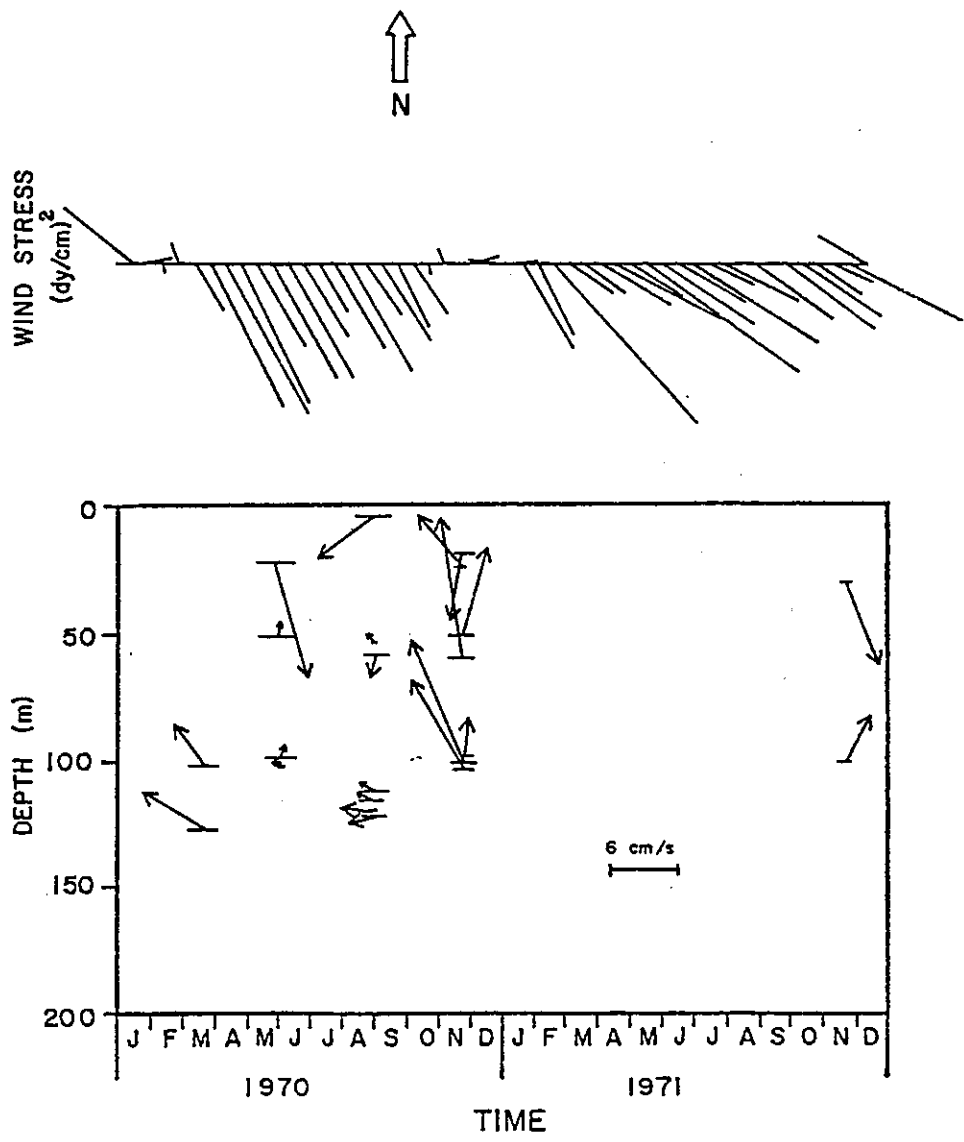 N
WIND STRESS
(dy/cm)²
0
50
100
150
200
DEPTH (m)
6 cm/s
J F M A M J J A S O N D J F M A M J J A S O N D
1970 1971
TIME